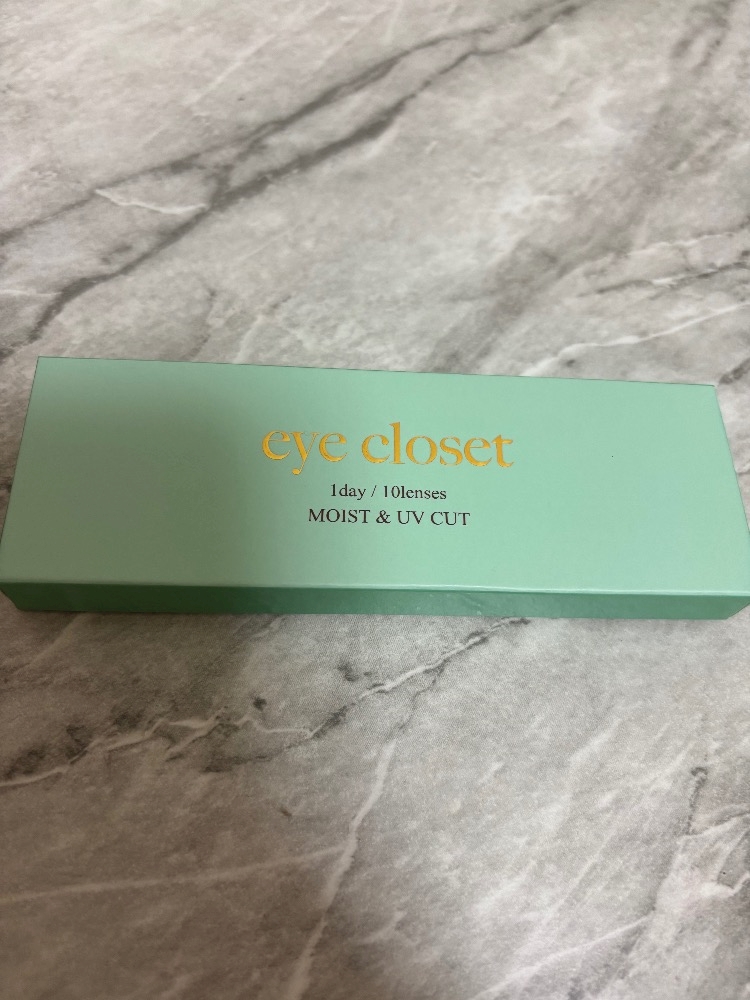 eye closet
1day / 10lenses
MOIST & UV CUT